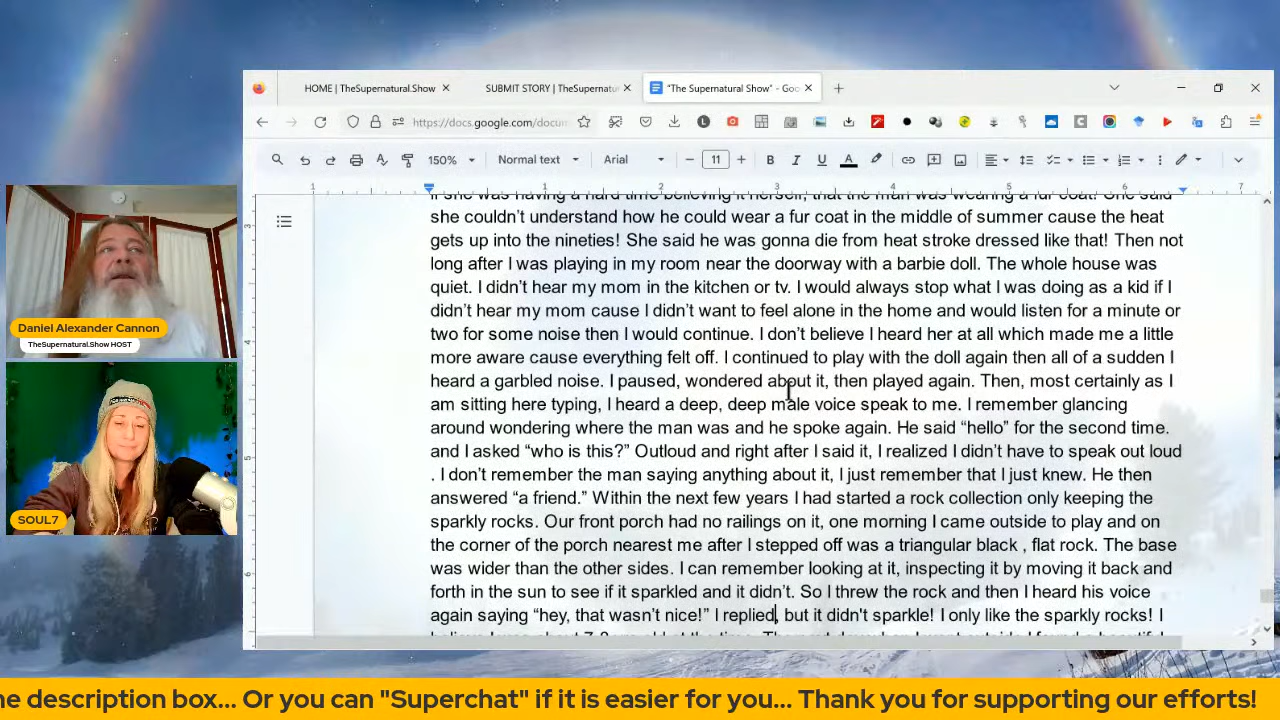 HOME | TheSupernatural.Show
SUBMIT STORY | TheSupernatu
"The Supernatural Show" - Goo
https://docs.google.com/docum
150%
Normal text
Arial
11
1 1 2 3 4 5 6 7
she couldn't understand how he could wear a fur coat in the middle of summer cause the heat
gets up into the nineties! She said he was gonna die from heat stroke dressed like that! Then not
long after I was playing in my room near the doorway with a barbie doll. The whole house was
quiet. I didn't hear my mom in the kitchen or tv. I would always stop what I was doing as a kid if I
didn't hear my mom cause I didn't want to feel alone in the home and would listen for a minute or
two for some noise then I would continue. I don't believe I heard her at all which made me a little
more aware cause everything felt off. I continued to play with the doll again then all of a sudden I
heard a garbled noise. I paused, wondered about it, then played again. Then, most certainly as I
am sitting here typing, I heard a deep, deep male voice speak to me. I remember glancing
around wondering where the man was and he spoke again. He said “hello” for the second time.
and I asked “who is this?” Outloud and right after I said it, I realized I didn't have to speak out loud
. I don't remember the man saying anything about it, I just remember that I just knew. He then
answered “a friend.” Within the next few years I had started a rock collection only keeping the
sparkly rocks. Our front porch had no railings on it, one morning I came outside to play and on
the corner of the porch nearest me after I stepped off was a triangular black , flat rock. The base
was wider than the other sides. I can remember looking at it, inspecting it by moving it back and
forth in the sun to see if it sparkled and it didn't. So I threw the rock and then I heard his voice
again saying “hey, that wasn't nice!” I replied, but it didn't sparkle! I only like the sparkly rocks! I
3
4
5
6
Daniel Alexander Cannon
TheSupernatural.Show HOST
SOUL7
he description box... Or you can "Superchat" if it is easier for you... Thank you for supporting our efforts!